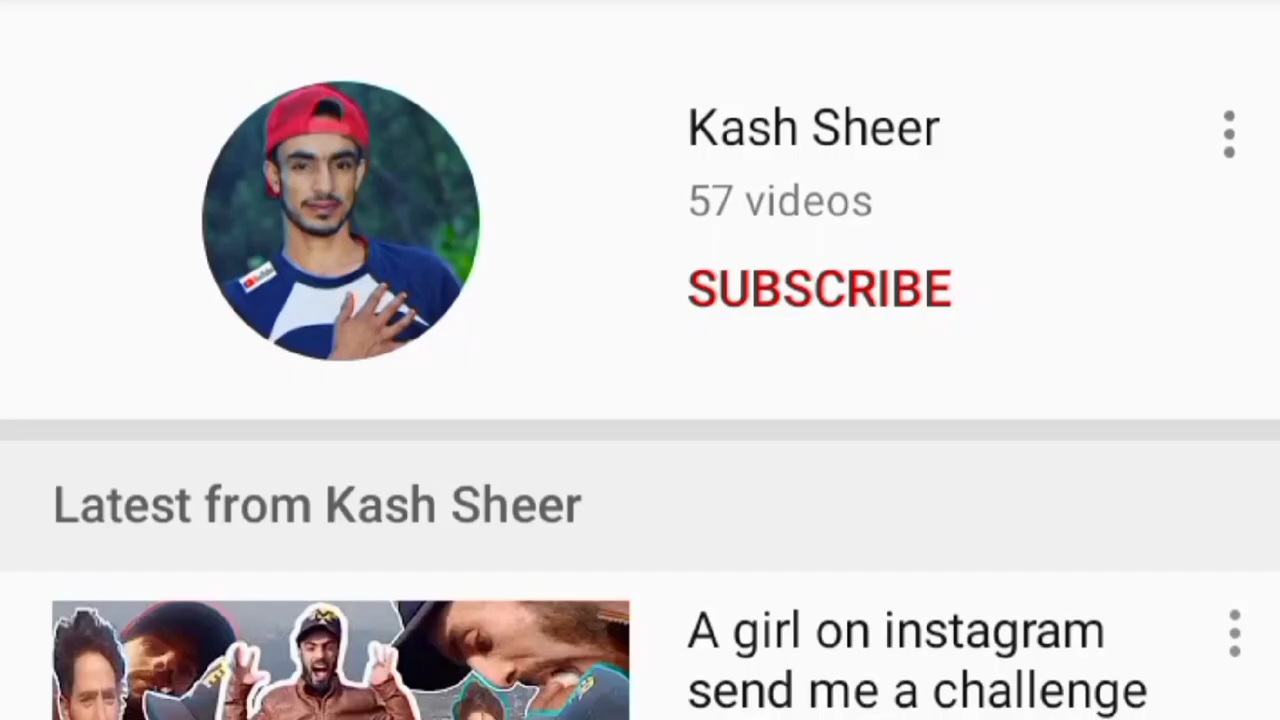 Kash Sheer
57 videos
SUBSCRIBE
Latest from Kash Sheer
A girl on instagram
send me a challenge